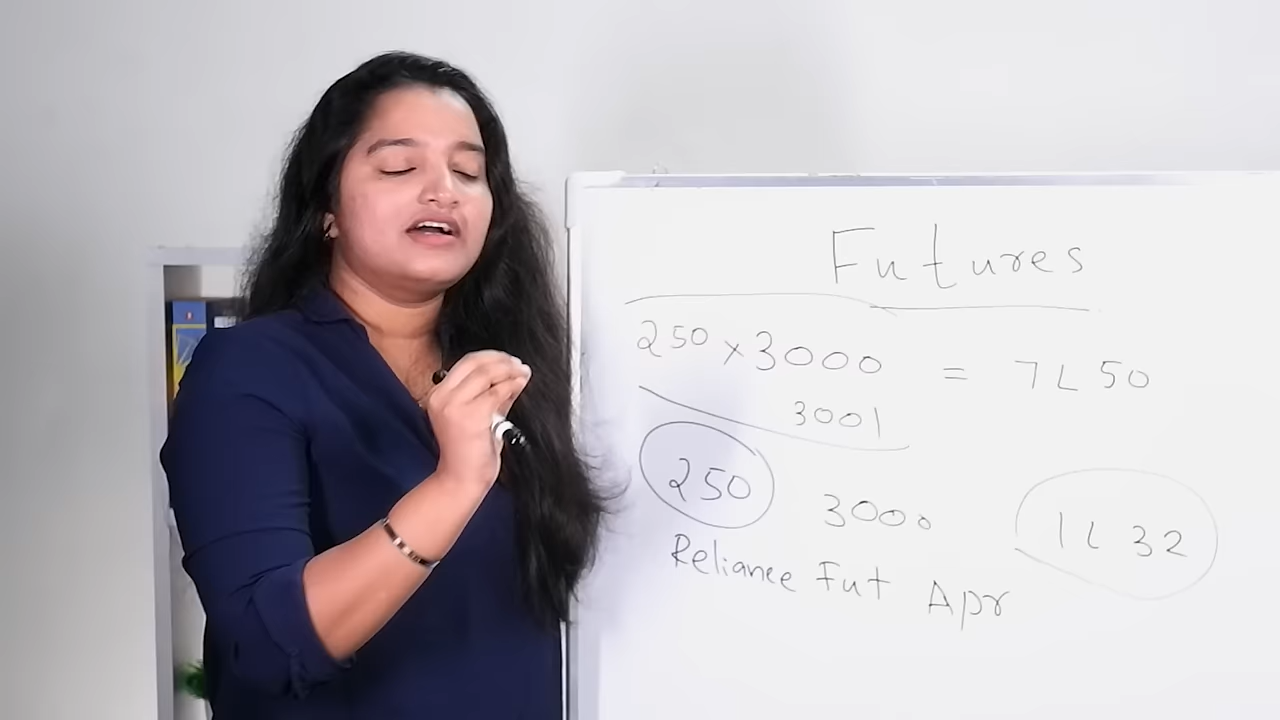 Futures
250 x 3000 = 7L 50
3001
250 3000 1L 32
Reliance Fut Apr